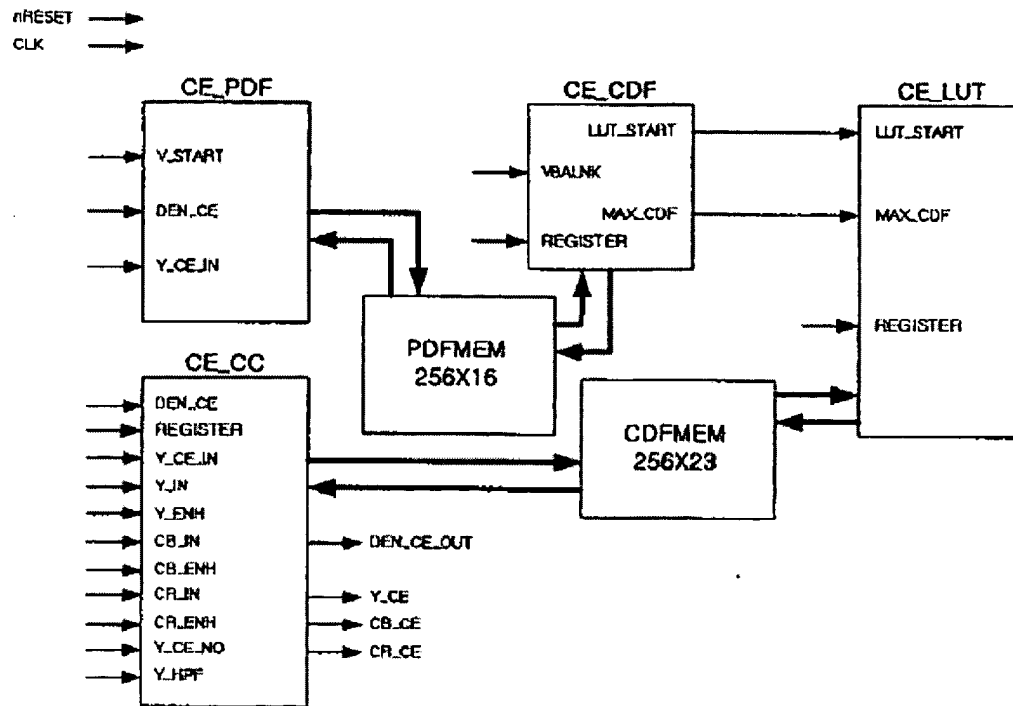 nRESET
CLK
CE_PDF
V_START
DEN_CE
Y_CE_IN
CE_CDF
LUT_START
VBALNK
MAX_CDF
REGISTER
CE_LUT
LUT_START
MAX_CDF
REGISTER
PDFMEM
256X16
CDFMEM
256X23
CE_CC
DEN_CE
REGISTER
Y_CE_IN
Y_IN
Y_ENH
CB_IN
CB_ENH
CR_IN
CR_ENH
Y_CE_NO
Y_HPF
DEN_CE_OUT
Y_CE
CB_CE
CR_CE